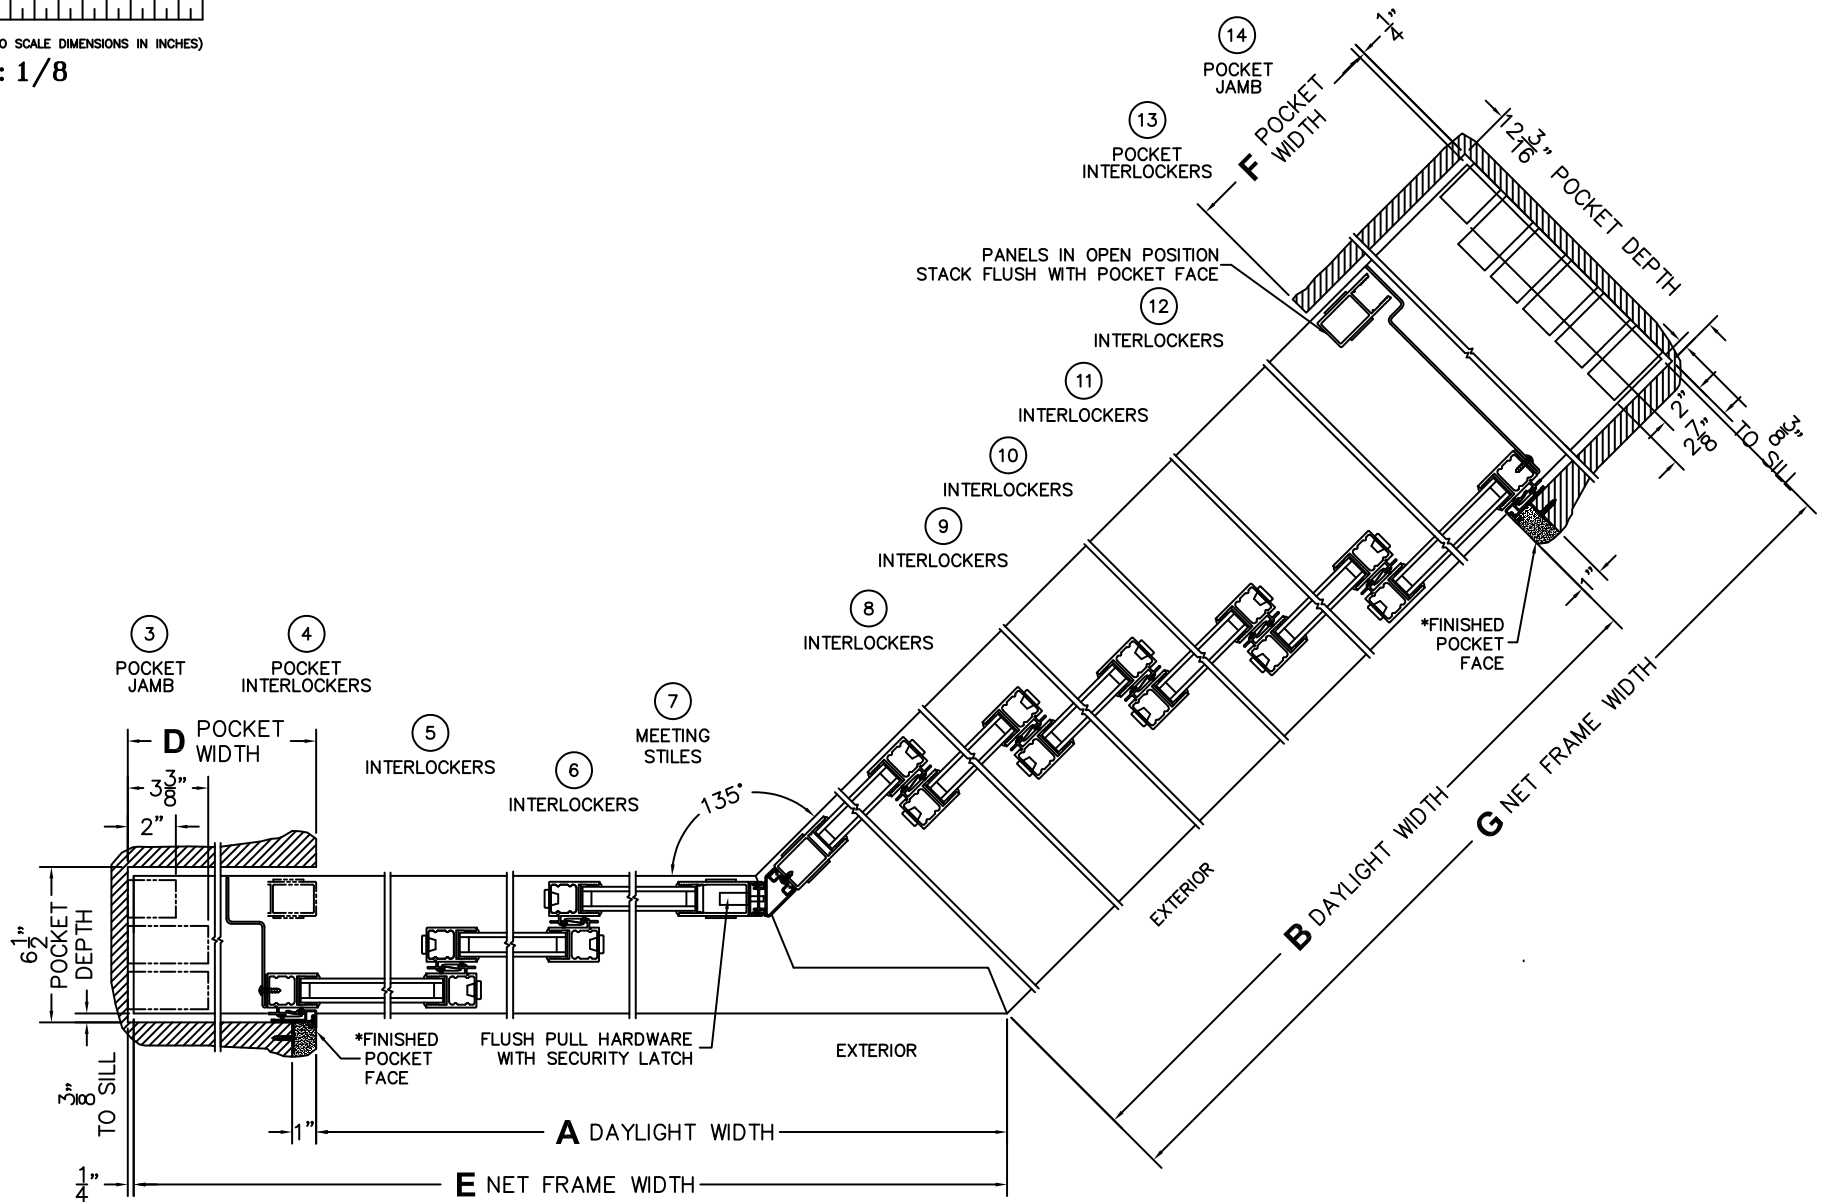 O SCALE DIMENSIONS IN INCHES)
: 1/8
14
POCKET
JAMB
1/4"
13
POCKET
INTERLOCKERS
F POCKET
WIDTH
12 3/16" POCKET DEPTH
PANELS IN OPEN POSITION
STACK FLUSH WITH POCKET FACE
12
INTERLOCKERS
11
INTERLOCKERS
2"
2 7/8"
3/8"
TO SILL
10
INTERLOCKERS
9
INTERLOCKERS
8
INTERLOCKERS
1"
*FINISHED
POCKET
FACE
3
POCKET
JAMB
4
POCKET
INTERLOCKERS
D POCKET
WIDTH
5
INTERLOCKERS
6
INTERLOCKERS
7
MEETING
STILES
135°
3 3/8"
2"
6 1/2"
POCKET
DEPTH
G NET FRAME WIDTH
B DAYLIGHT WIDTH
EXTERIOR
*FINISHED
POCKET
FACE
FLUSH PULL HARDWARE
WITH SECURITY LATCH
EXTERIOR
3/8"
TO SILL
1"
A DAYLIGHT WIDTH
1/4"
E NET FRAME WIDTH